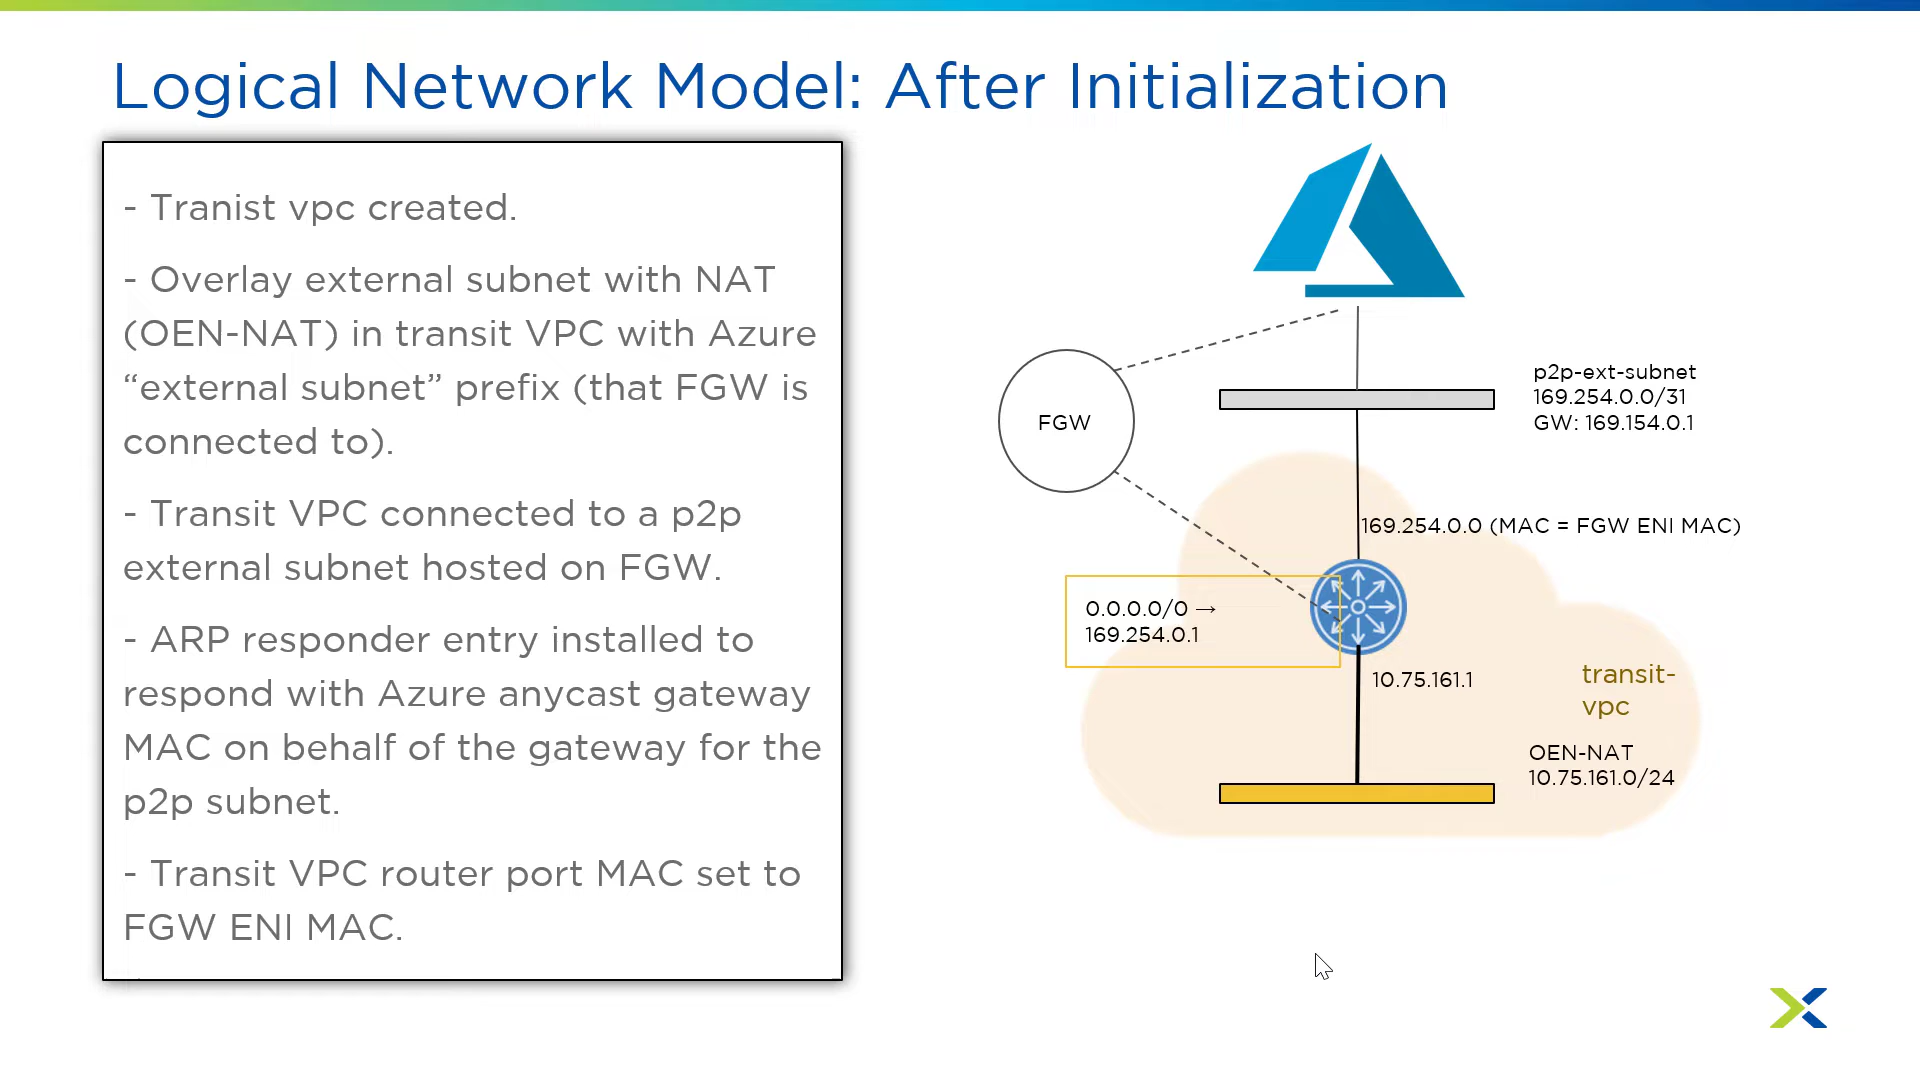 Logical Network Model: After Initialization
- Tranist vpc created.
- Overlay external subnet with NAT
(OEN-NAT) in transit VPC with Azure
“external subnet” prefix (that FGW is
connected to).
- Transit VPC connected to a p2p
external subnet hosted on FGW.
- ARP responder entry installed to
respond with Azure anycast gateway
MAC on behalf of the gateway for the
p2p subnet.
- Transit VPC router port MAC set to
FGW ENI MAC.
p2p-ext-subnet
169.254.0.0/31
GW: 169.154.0.1
FGW
169.254.0.0 (MAC = FGW ENI MAC)
0.0.0.0/0 →
169.254.0.1
10.75.161.1
transit-
vpc
OEN-NAT
10.75.161.0/24